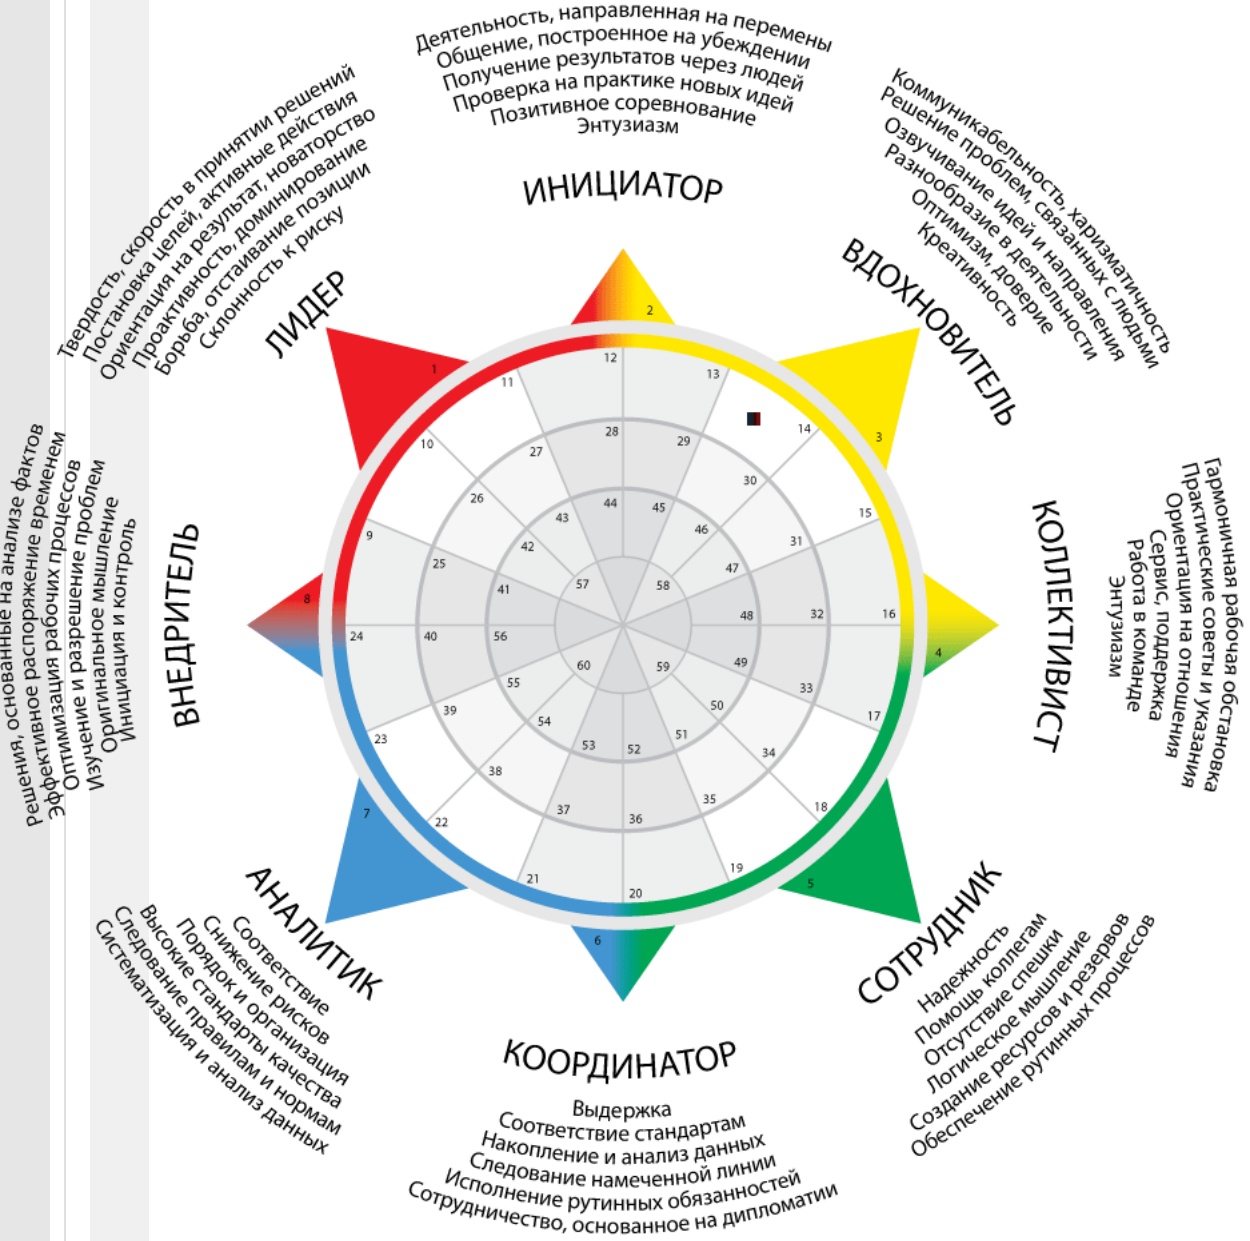 Деятельность, направленная на перемены
Общение, построенное на убеждении
Получение результатов через людей
Проверка на практике новых идей
Позитивное соревнование
Энтузиазм
ИНИЦИАТОР
Коммуникабельность, харизматичность
Решение проблем, связанных с людьми
Озвучивание идей и направления
Разнообразие в деятельности
Оптимизм, доверие
Креативность
ВДОХНОВИТЕЛЬ
Гармоничная рабочая обстановка
Практические советы и указания
Ориентация на отношения
Сервис, поддержка
Работа в команде
Энтузиазм
КОЛЛЕКТИВИСТ
СОТРУДНИК
Надежность
Помощь коллегам
Отсутствие спешки
Логическое мышление
Создание ресурсов и резервов
Обеспечение рутинных процессов
КООРДИНАТОР
Выдержка
Соответствие стандартам
Накопление и анализ данных
Следование намеченной линии
Исполнение рутинных обязанностей
Сотрудничество, основанное на дипломатии
АНАЛИТИК
Соответствие
Снижение рисков
Порядок и организация
Высокие стандарты качества
Следование правилам и нормам
Систематизация и анализ данных
Решения, основанные на анализе фактов
Эффективное распоряжение временем
Оптимизация рабочих процессов
Изучение и разрешение проблем
Оригинальное мышление
Инициация и контроль
ВНЕДРИТЕЛЬ
Твердость, скорость в принятии решений
Постановка целей, активные действия
Ориентация на результат, новаторство
Проактивность, доминирование
Борьба, отстаивание позиции
Склонность к риску
ЛИДЕР
1
2
3
4
5
6
7
8
9
10
11
12
13
14
15
16
17
18
19
20
21
22
23
24
25
26
27
28
29
30
31
32
33
34
35
36
37
38
39
40
41
42
43
44
45
46
47
48
49
50
51
52
53
54
55
56
57
58
59
60